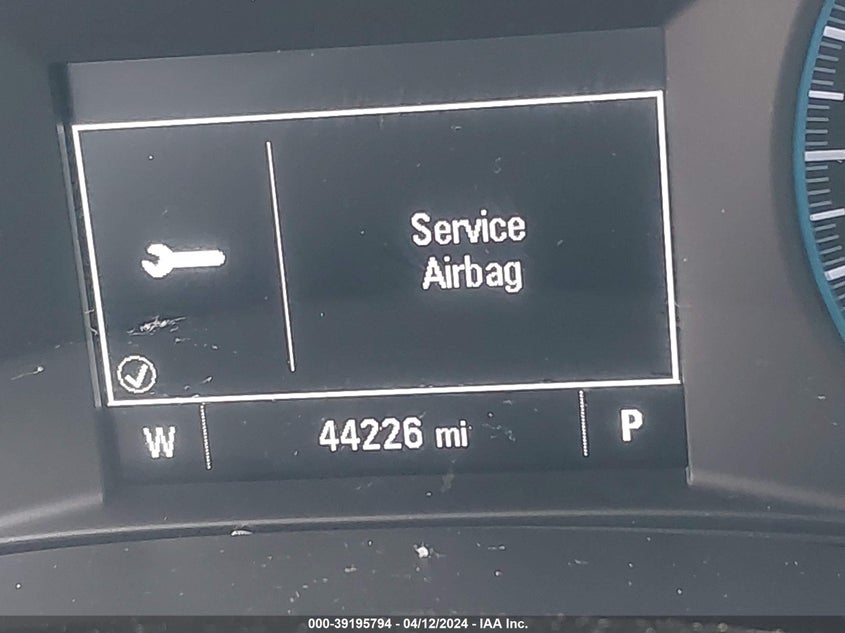 Service
Airbag
W 44226 mi P
000-39195794 - 04/12/2024 - IAA Inc.